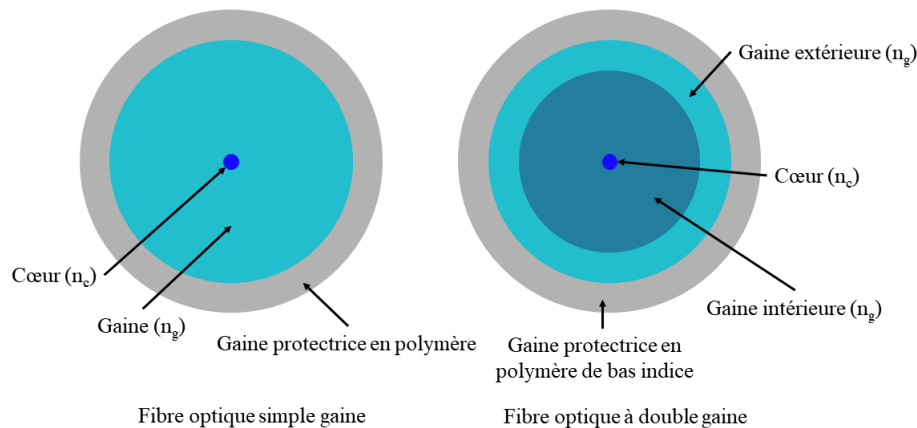 Gaine extérieure (ng)
Cœur (nc)
Cœur (nc)
Gaine (ng)
Gaine intérieure (ng)
Gaine protectrice en polymère
Gaine protectrice en
polymère de bas indice
Fibre optique simple gaine
Fibre optique à double gaine